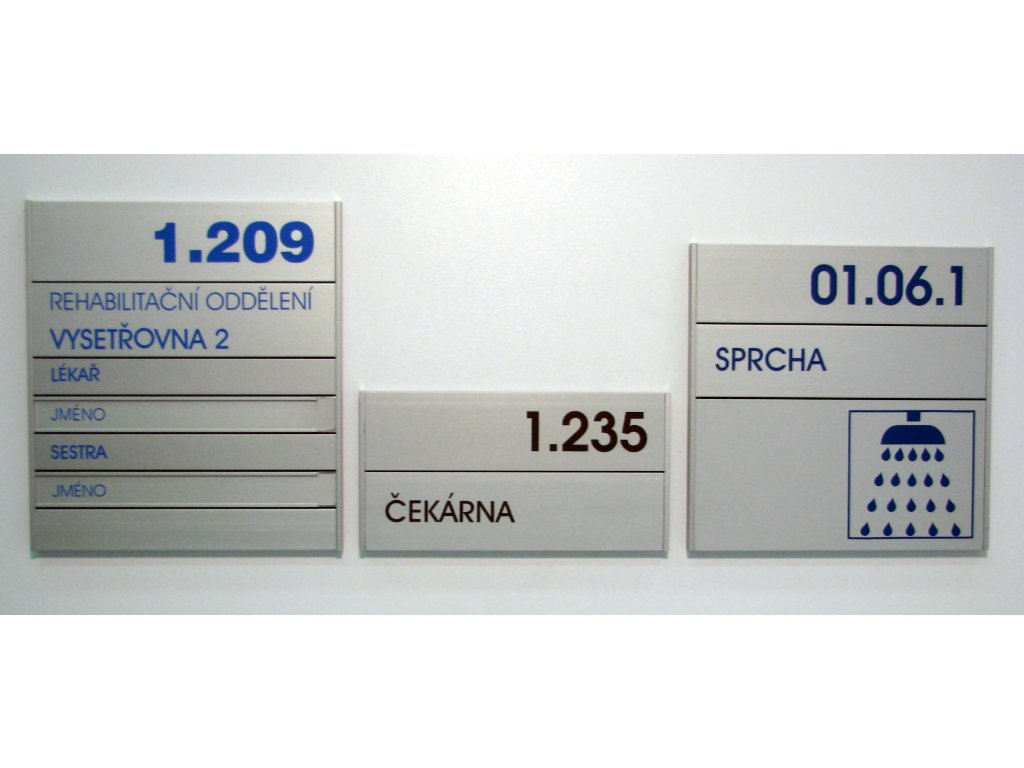 1.209
REHABILITAČNÍ ODDĚLENÍ
VYSETŘOVNA 2
LÉKAŘ
JMÉNO
SESTRA
JMÉNO
1.235
ČEKÁRNA
01.06.1
SPRCHA